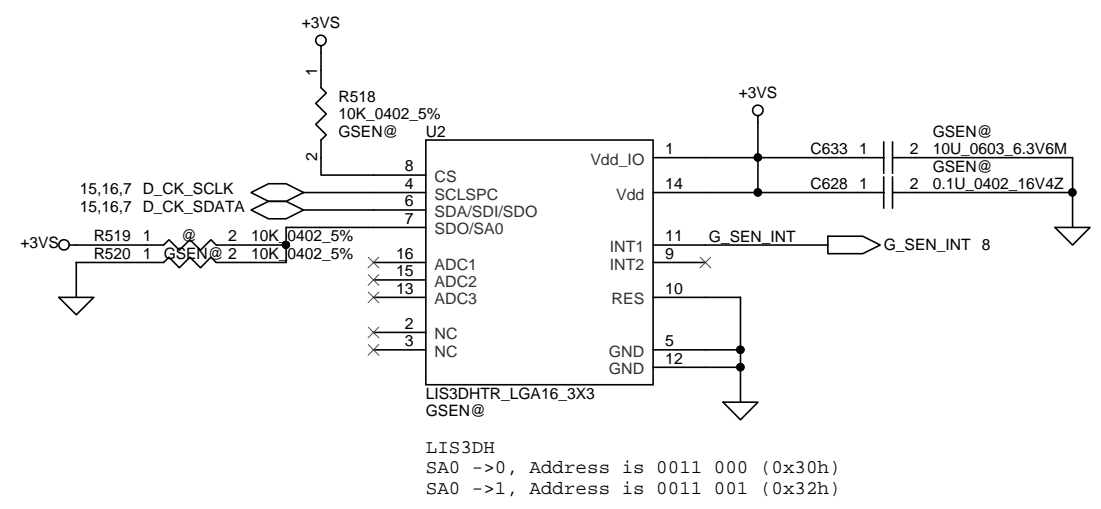 +3VS
1
R518
10K_0402_5%
GSEN@
2
U2
+3VS
8 CS
15,16,7 D_CK_SCLK 4 SCLSPC
15,16,7 D_CK_SDATA 6 SDA/SDI/SDO
7 SDO/SA0
+3VS R519 1 @ 2 10K_0402_5%
R520 1 GSEN@ 2 10K_0402_5%
16 ADC1
15 ADC2
13 ADC3
2 NC
3 NC
Vdd_IO 1
Vdd 14
GSEN@
C633 1 2 10U_0603_6.3V6M
GSEN@
C628 1 2 0.1U_0402_16V4Z
INT1 11 G_SEN_INT G_SEN_INT 8
INT2 9
RES 10
GND 5
GND 12
LIS3DHTR_LGA16_3X3
GSEN@
LIS3DH
SA0 ->0, Address is 0011 000 (0x30h)
SA0 ->1, Address is 0011 001 (0x32h)